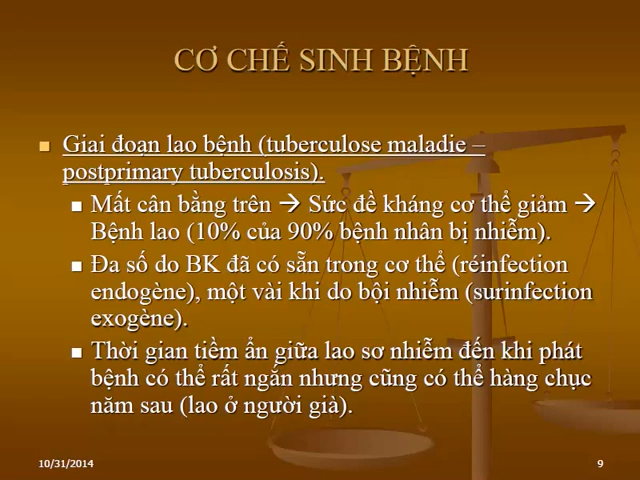 CƠ CHẾ SINH BỆNH
Giai đoạn lao bệnh (tuberculose maladie –
postprimary tuberculosis).
Mất cân bằng trên → Sức đề kháng cơ thể giảm →
Bệnh lao (10% của 90% bệnh nhân bị nhiễm).
Đa số do BK đã có sẵn trong cơ thể (réinfection
endogène), một vài khi do bội nhiễm (surinfection
exogène).
Thời gian tiềm ẩn giữa lao sơ nhiễm đến khi phát
bệnh có thể rất ngắn nhưng cũng có thể hàng chục
năm sau (lao ở người già).
10/31/2014
9